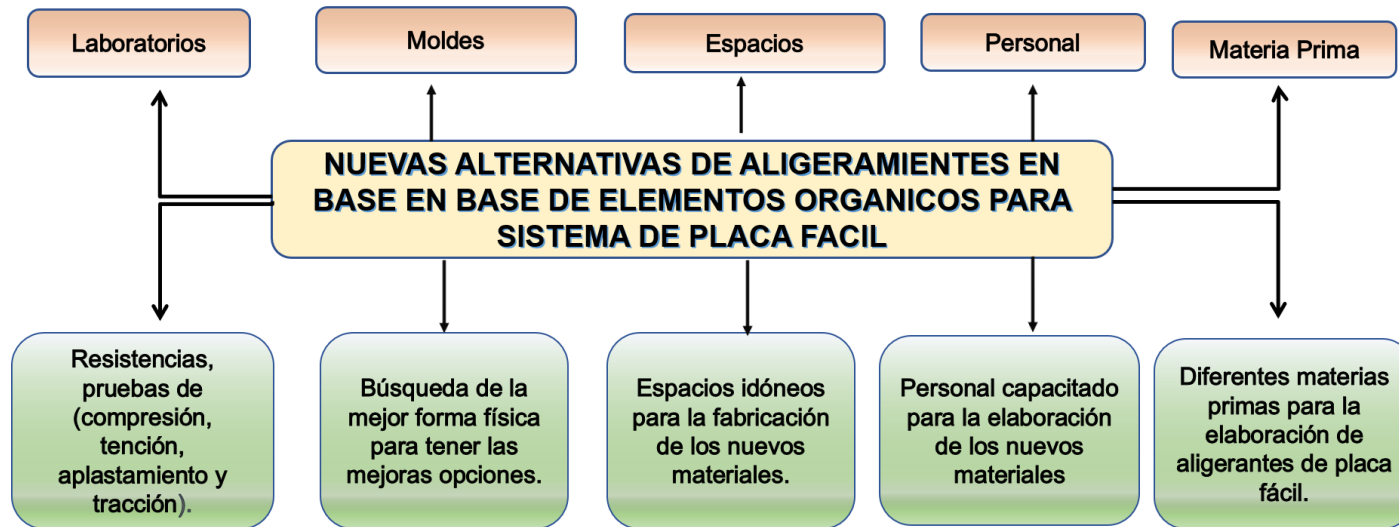 Laboratorios
Moldes
Espacios
Personal
Materia Prima
NUEVAS ALTERNATIVAS DE ALIGERAMIENTES EN
BASE EN BASE DE ELEMENTOS ORGANICOS PARA
SISTEMA DE PLACA FACIL
Resistencias,
pruebas de
(compresión,
tención,
aplastamiento y
tracción).
Búsqueda de la
mejor forma física
para tener las
mejoras opciones.
Espacios idóneos
para la fabricación
de los nuevos
materiales.
Personal capacitado
para la elaboración
de los nuevos
materiales
Diferentes materias
primas para la
elaboración de
aligerantes de placa
fácil.